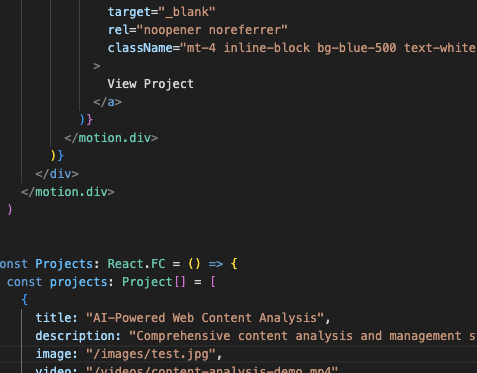 target="_blank"
rel="noopener noreferrer"
className="mt-4 inline-block bg-blue-500 text-white
>
View Project
</a>
)}
</motion.div>
)}
</div>
</motion.div>
)
onst Projects: React.FC = () => {
const projects: Project[] = [
{
title: "AI-Powered Web Content Analysis",
description: "Comprehensive content analysis and management s
image: "/images/test.jpg",
video: "/videos/content-analysis-demo.mp4"